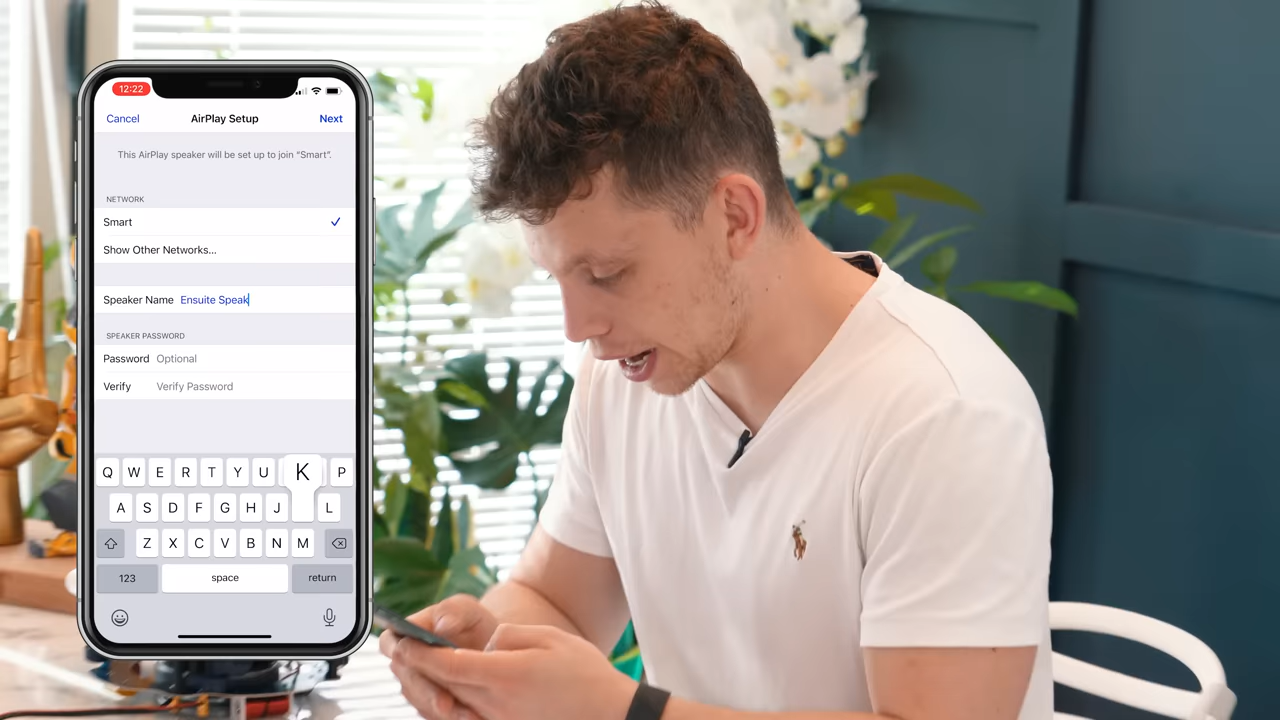 12:22
Cancel AirPlay Setup Next
This AirPlay speaker will be set up to join “Smart”.
NETWORK
Smart
Show Other Networks...
Speaker Name Ensuite Speak
SPEAKER PASSWORD
Password Optional
Verify Verify Password
Q W E R T Y U K P
A S D F G H J L
Z X C V B N M
123 space return